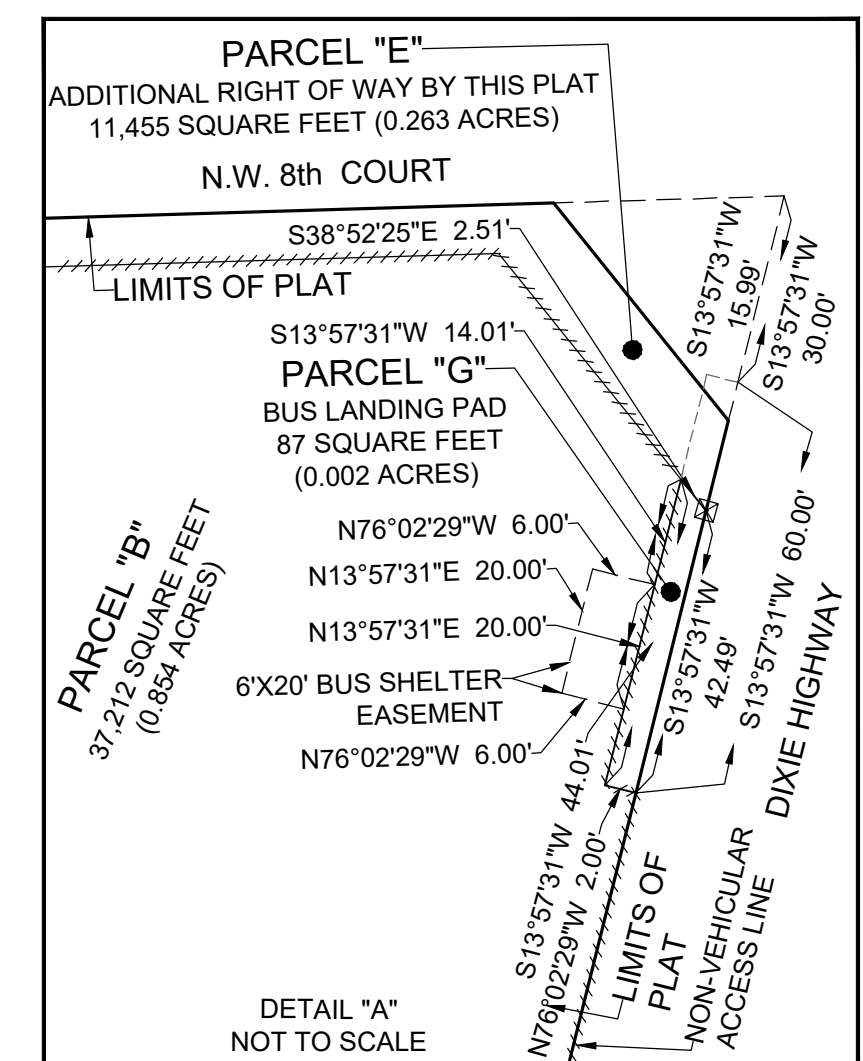 PARCEL "E"
ADDITIONAL RIGHT OF WAY BY THIS PLAT
11,455 SQUARE FEET (0.263 ACRES)
N.W. 8th COURT
S38°52'25"E 2.51'
LIMITS OF PLAT
S13°57'31"W 14.01'
PARCEL "G"
BUS LANDING PAD
87 SQUARE FEET
(0.002 ACRES)
S13°57'31"W
15.99'
S13°57'31"W
30.00'
PARCEL "B"
37,212 SQUARE FEET
(0.854 ACRES)
N76°02'29"W 6.00'
N13°57'31"E 20.00'
N13°57'31"E 20.00'
6'X20' BUS SHELTER
EASEMENT
N76°02'29"W 6.00'
S13°57'31"W
42.49'
S13°57'31"W 60.00'
DIXIE HIGHWAY
S13°57'31"W 44.01'
N76°02'29"W 2.00'
LIMITS OF
PLAT
NON-VEHICULAR
ACCESS LINE
DETAIL "A"
NOT TO SCALE